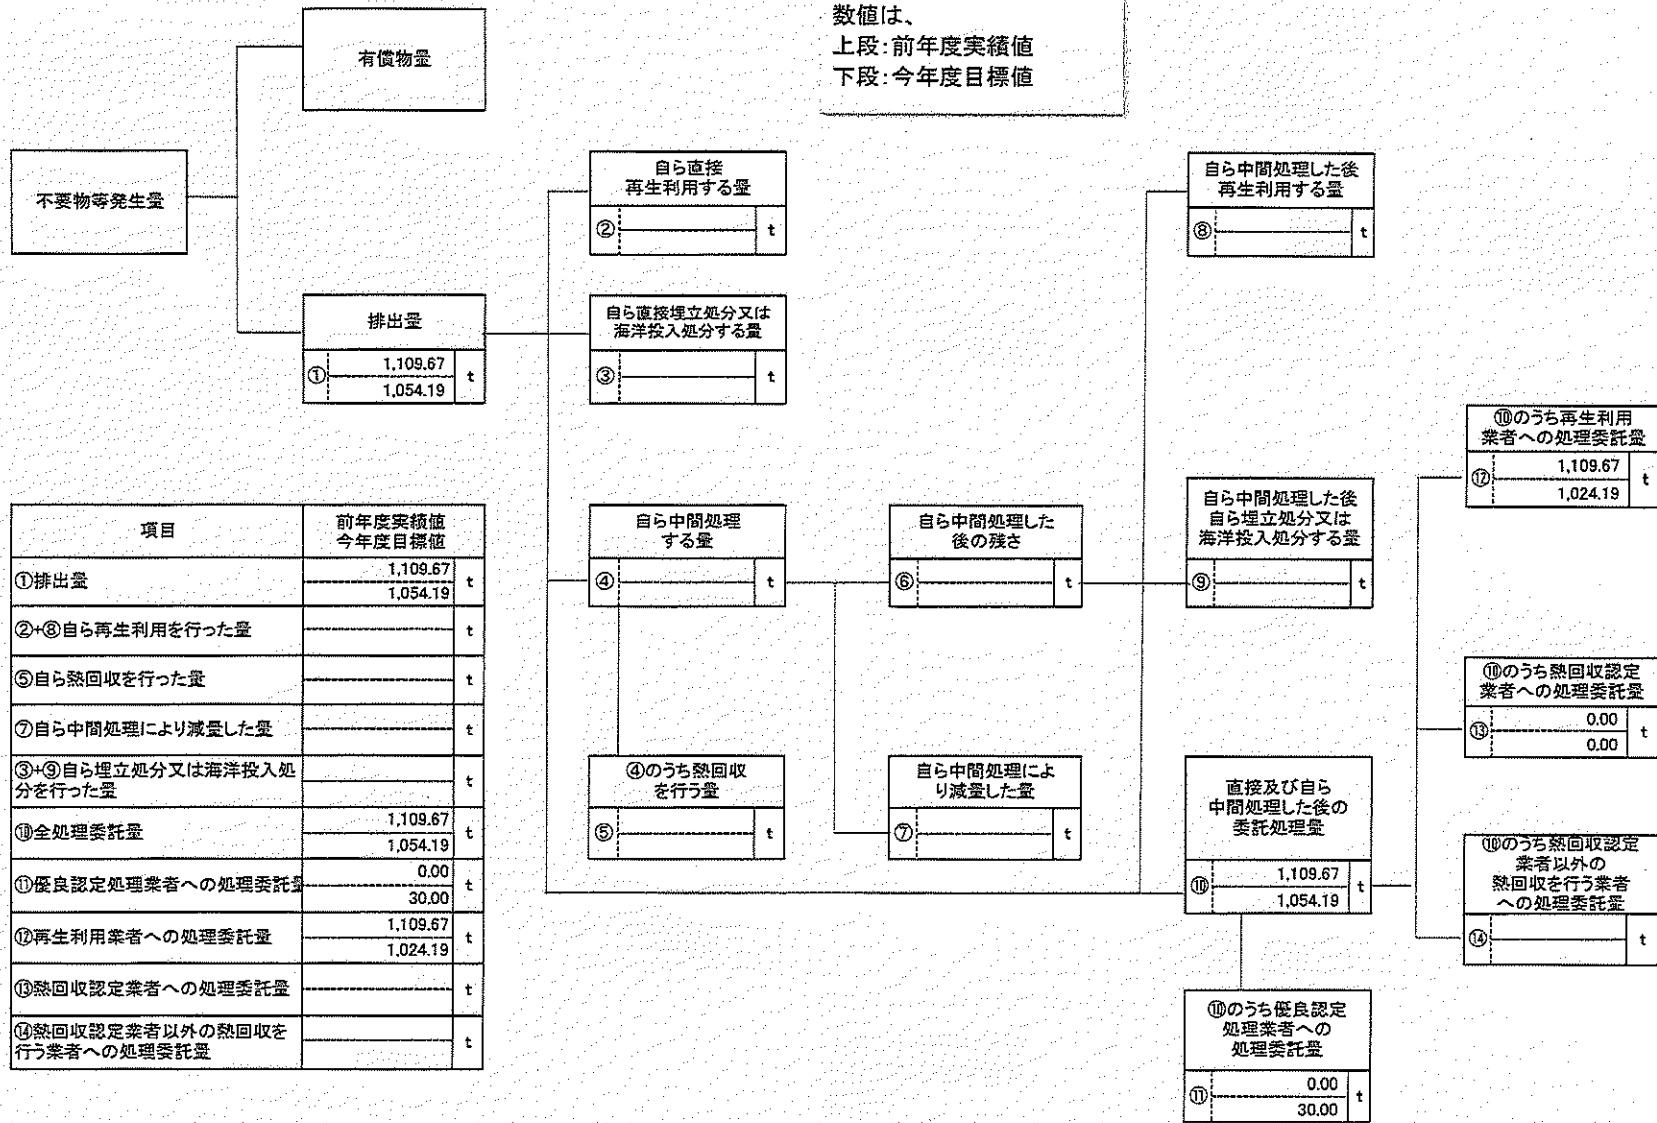 数値は、
上段:前年度実績値
下段:今年度目標値
有償物量
不要物等発生量
排出量
① 1,109.67 t
1,054.19
自ら直接
再生利用する量
② t
自ら直接埋立処分又は
海洋投入処分する量
③ t
自ら中間処理
する量
④ t
④のうち熱回収
を行う量
⑤ t
自ら中間処理した
後の残さ
⑥ t
自ら中間処理によ
り減量した量
⑦ t
自ら中間処理した後
再生利用する量
⑧ t
自ら中間処理した後
自ら埋立処分又は
海洋投入処分する量
⑨ t
直接及び自ら
中間処理した後の
委託処理量
⑩ 1,109.67 t
1,054.19
⑩のうち優良認定
処理業者への
処理委託量
⑪ 0.00 t
30.00
⑩のうち再生利用
業者への処理委託量
⑫ 1,109.67 t
1,024.19
⑩のうち熱回収認定
業者への処理委託量
⑬ 0.00 t
0.00
⑩のうち熱回収認定
業者以外の
熱回収を行う業者
への処理委託量
⑭ t
項目 前年度実績値
今年度目標値
①排出量 1,109.67 t
1,054.19
②+⑧自ら再生利用を行った量 t
⑤自ら熱回収を行った量 t
⑦自ら中間処理により減量した量 t
③+⑨自ら埋立処分又は海洋投入処
分を行った量 t
⑩全処理委託量 1,109.67 t
1,054.19
⑪優良認定処理業者への処理委託量 0.00 t
30.00
⑫再生利用業者への処理委託量 1,109.67 t
1,024.19
⑬熱回収認定業者への処理委託量 t
⑭熱回収認定業者以外の熱回収を
行う業者への処理委託量 t